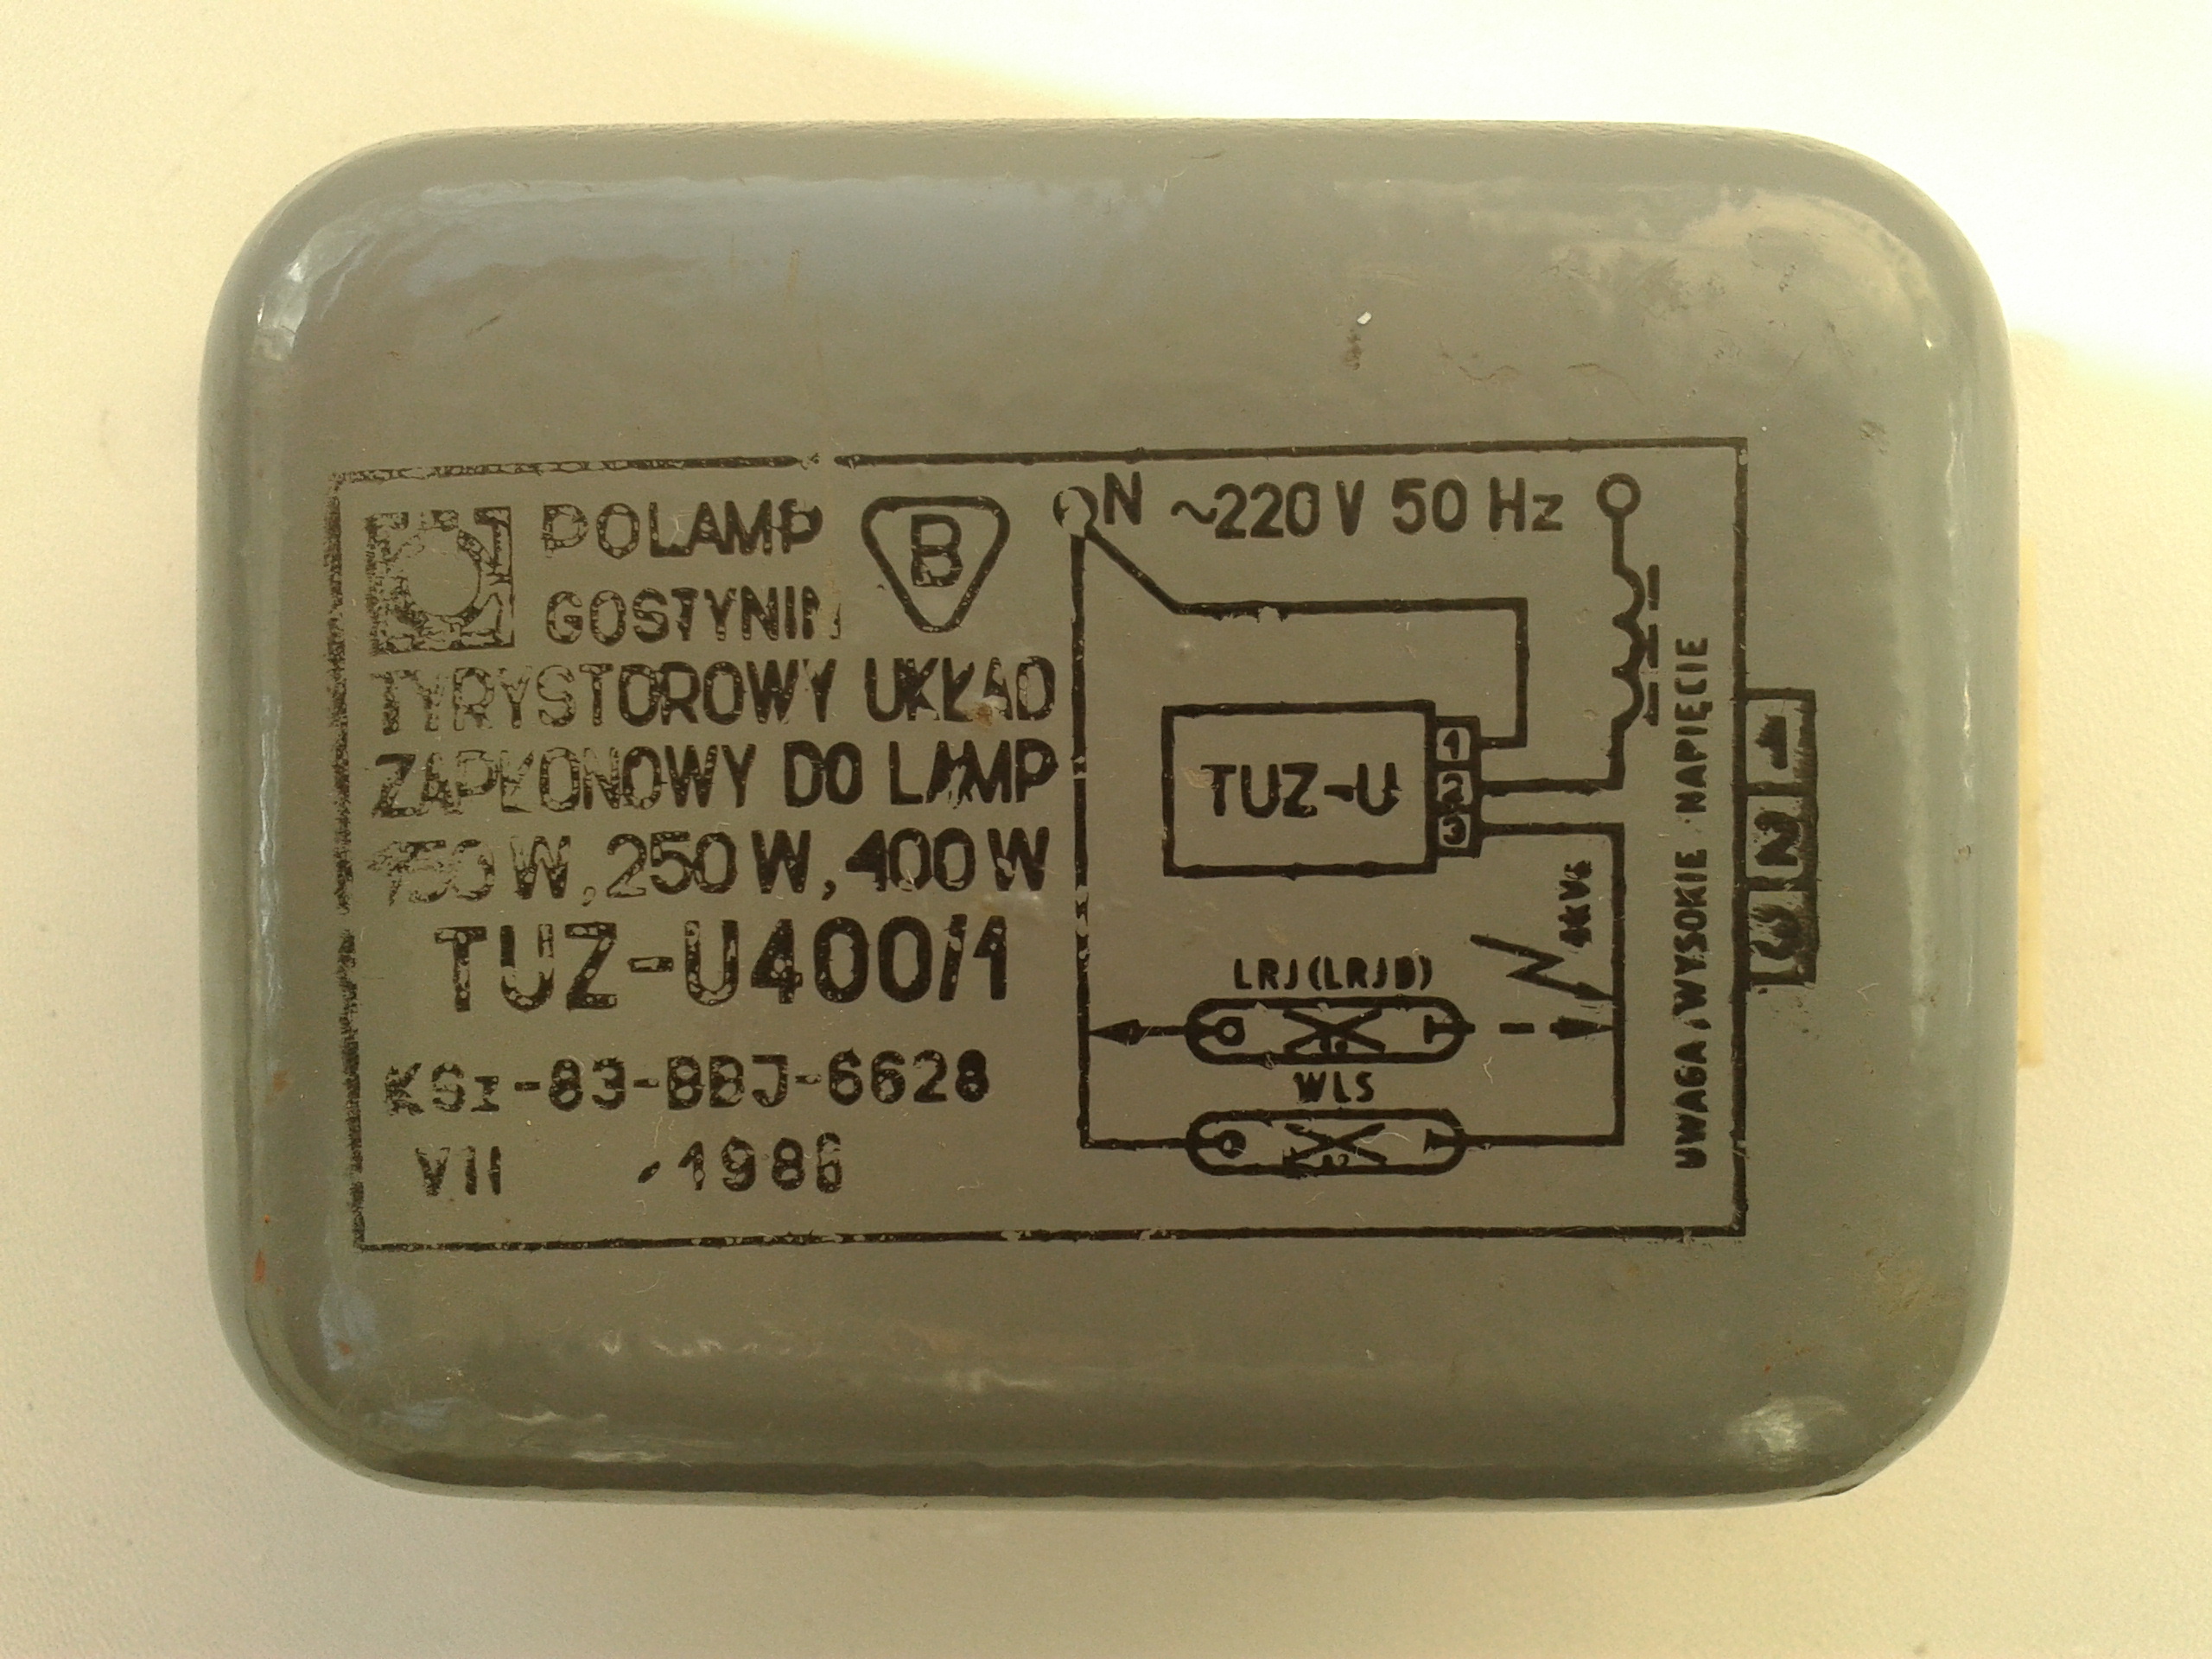 POLAMP
GOSTYNIN
B
TYRYSTOROWY UKŁAD
ZAPŁONOWY DO LAMP
150 W, 250 W, 400 W
TUZ-U400/1
KSI-83-BBJ-6628
VII 1986
N ~220 V 50 Hz
TUZ-U
1
2
3
4kV
LRJ (LRJD)
WLS
UWAGA! WYSOKIE NAPIĘCIE
1
2
3